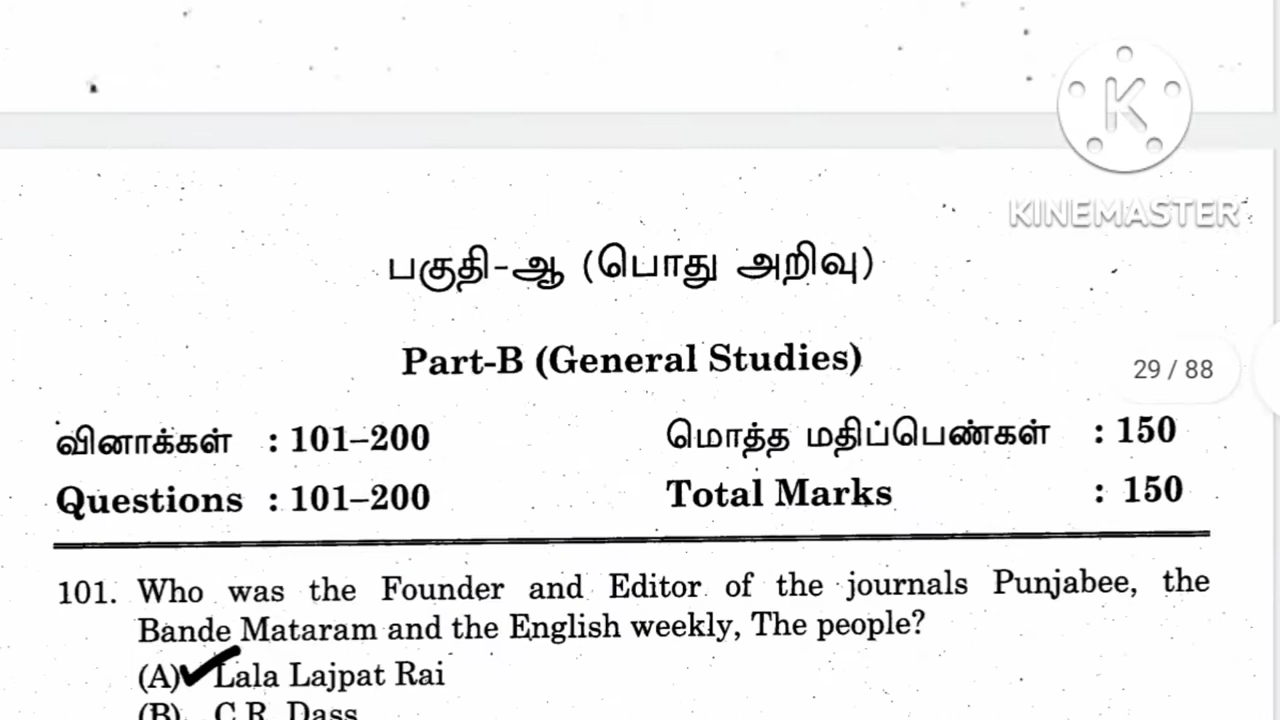 K
KINEMASTER
பகுதி-ஆ (பொது அறிவு)
Part-B (General Studies)
29 / 88
வினாக்கள் : 101–200 மொத்த மதிப்பெண்கள் : 150
Questions : 101–200 Total Marks : 150
101. Who was the Founder and Editor of the journals Punjabee, the
Bande Mataram and the English weekly, The people?
(A) Lala Lajpat Rai
(B) C.R. Dass